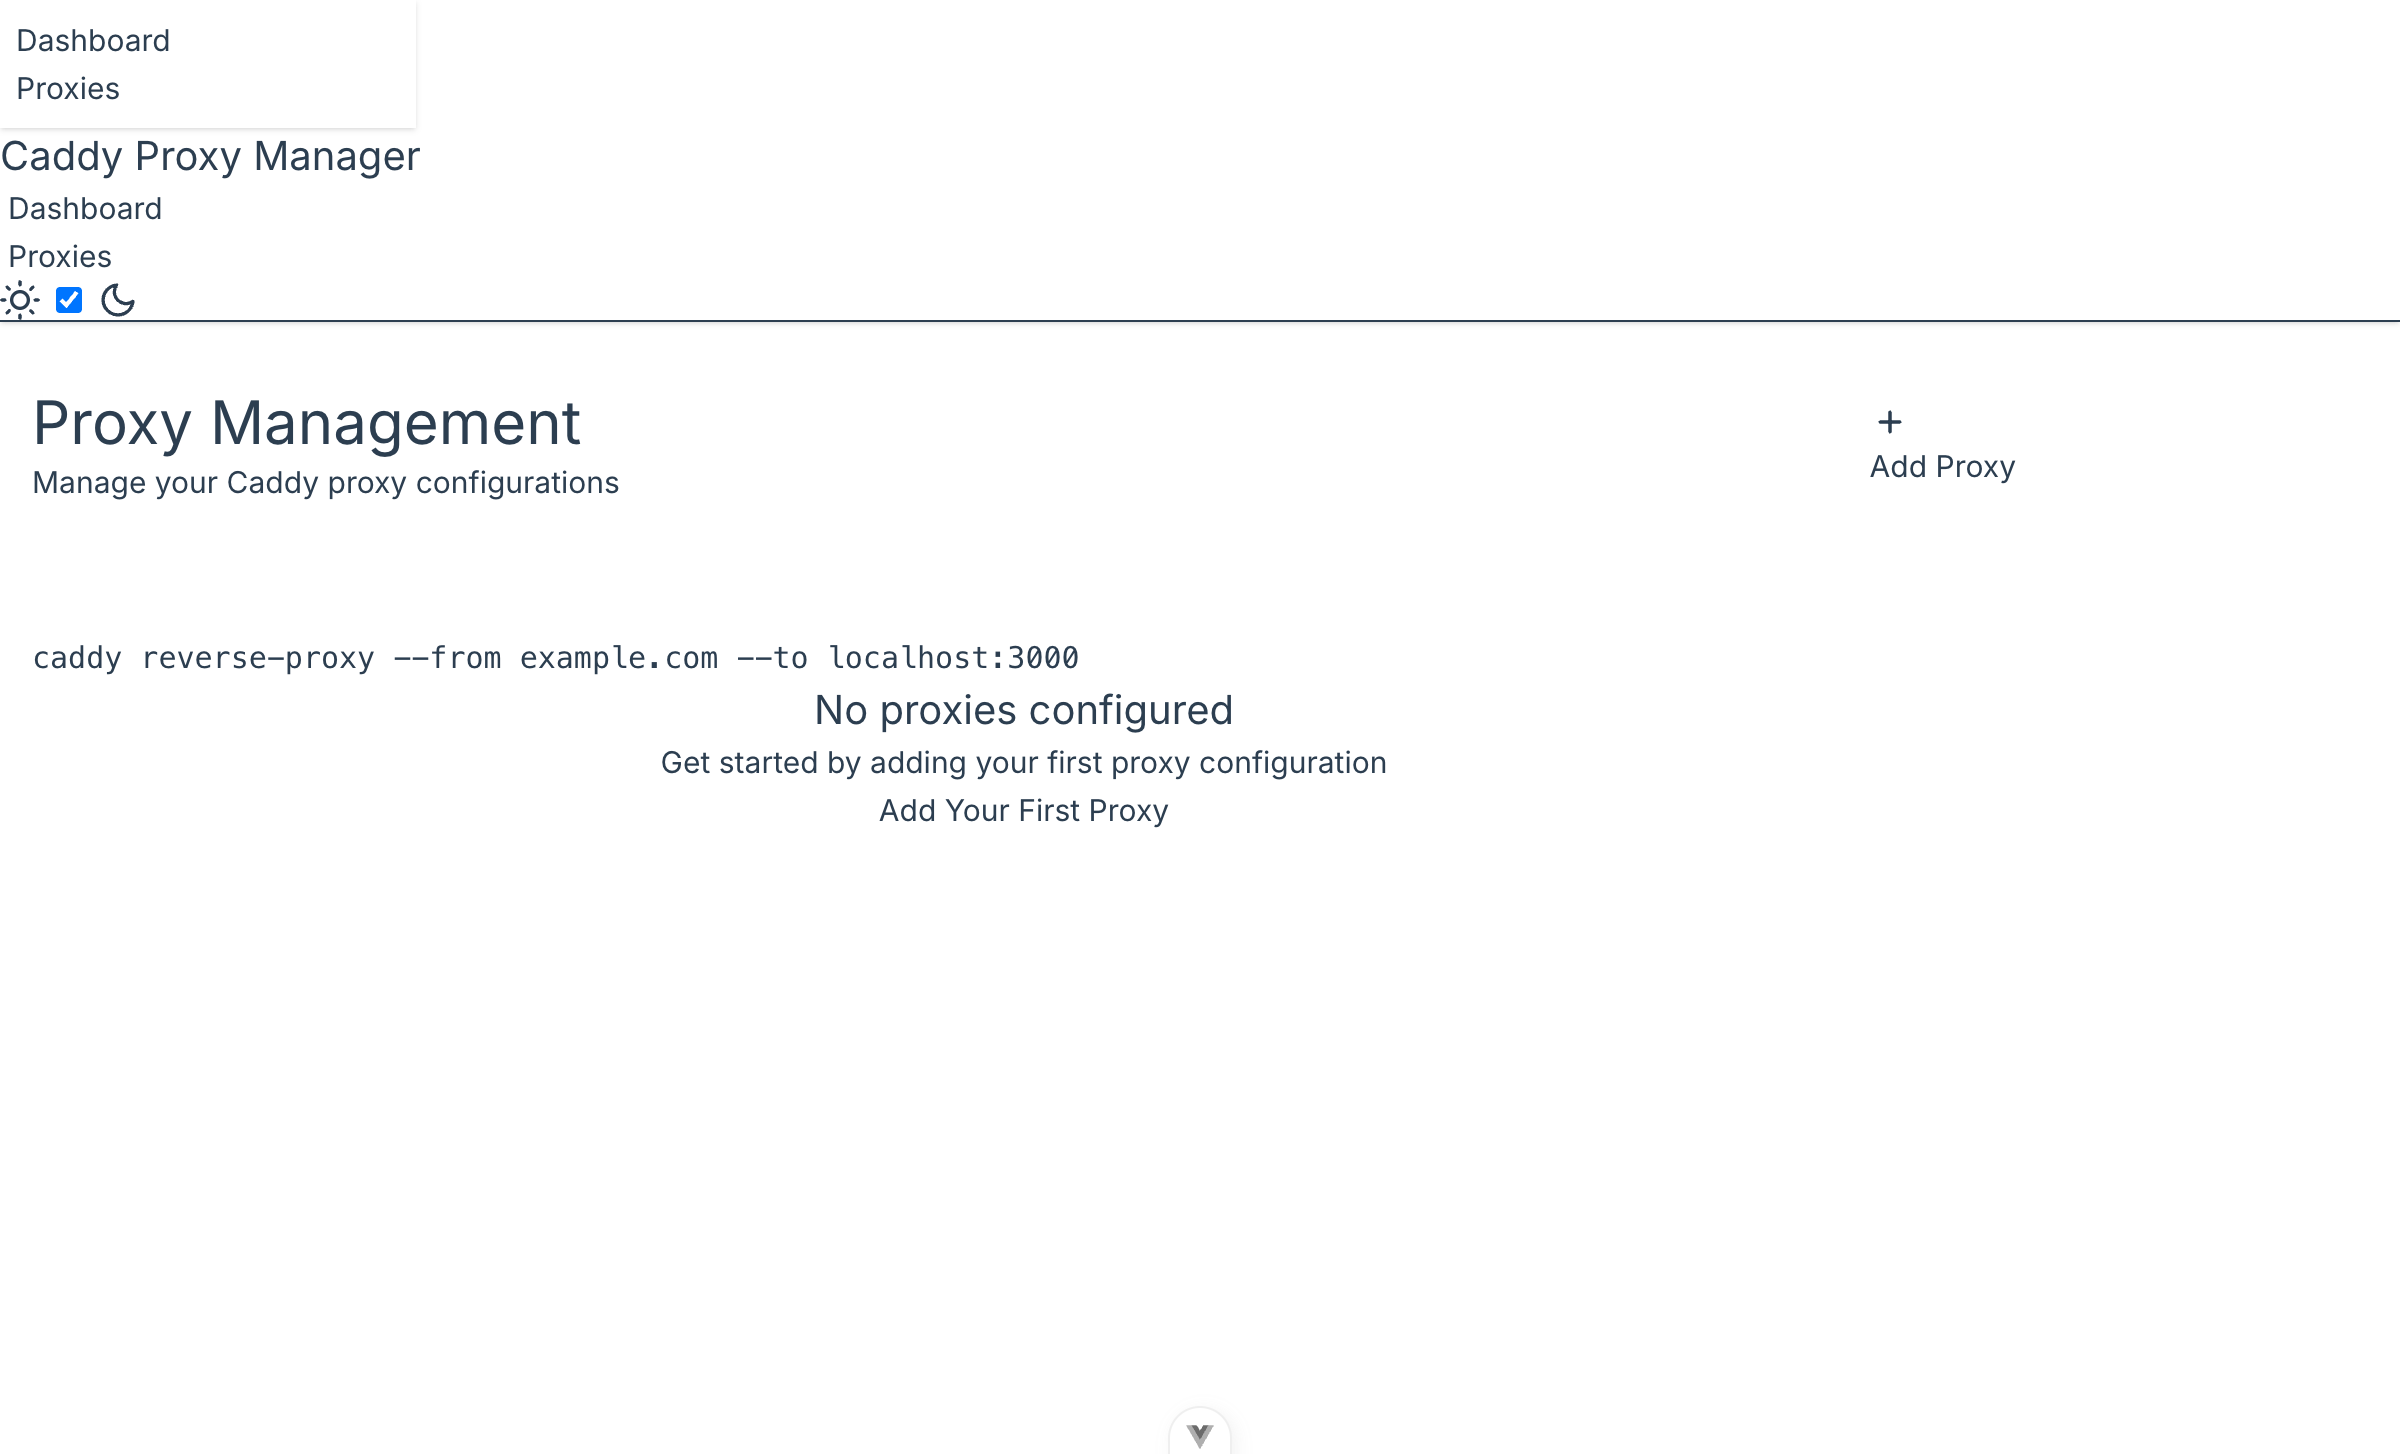 Dashboard
Proxies
Caddy Proxy Manager
Dashboard
Proxies
Proxy Management
Manage your Caddy proxy configurations
+
Add Proxy
caddy reverse-proxy --from example.com --to localhost:3000
No proxies configured
Get started by adding your first proxy configuration
Add Your First Proxy